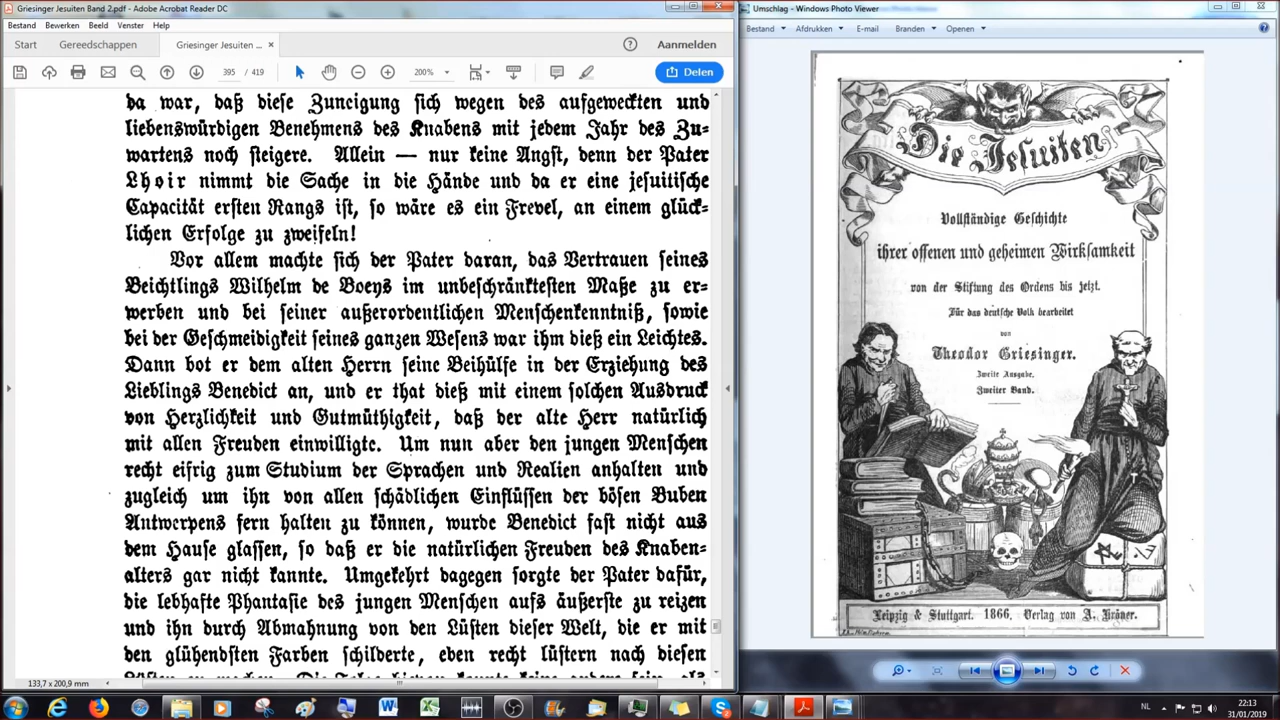 Griesinger Jesuiten Band 2.pdf - Adobe Acrobat Reader DC
Bestand Bewerken Beeld Venster Help
Start Gereedschappen Griesinger Jesuiten ... × Aanmelden
395 / 419 200% Delen
da war, daß diese Zuneigung sich wegen des aufgeweckten und
liebenswürdigen Benehmens des Knabens mit jedem Jahr des Zu-
wartens noch steigere. Allein — nur keine Angst, denn der Pater
Lhoir nimmt die Sache in die Hände und da er eine jesuitische
Capacität ersten Rangs ist, so wäre es ein Frevel, an einem glück-
lichen Erfolge zu zweifeln!
Vor allem machte sich der Pater daran, das Vertrauen seines
Beichtlings Wilhelm de Boeys im unbeschränktesten Maße zu er-
werben und bei seiner außerordentlichen Menschenkenntniß, sowie
bei der Geschmeidigkeit seines ganzen Wesens war ihm dieß ein Leichtes.
Dann bot er dem alten Herrn seine Beihülfe in der Erziehung des
Lieblings Benedict an, und er that dieß mit einem solchen Ausdruck
von Herzlichkeit und Gutmüthigkeit, daß der alte Herr natürlich
mit allen Freuden einwilligte. Um nun aber den jungen Menschen
recht eifrig zum Studium der Sprachen und Realien anhalten und
zugleich um ihn von allen schädlichen Einflüssen der bösen Buben
Antwerpens fern halten zu können, wurde Benedict fast nicht aus
dem Hause glassen, so daß er die natürlichen Freuden des Knaben-
alters gar nicht kannte. Umgekehrt dagegen sorgte der Pater dafür,
die lebhafte Phantasie des jungen Menschen aufs äußerste zu reizen
und ihn durch Abmahnung von den Lüsten dieser Welt, die er mit
den glühendsten Farben schilderte, eben recht lüstern nach diesen
133,7 x 200,9 mm
Umschlag - Windows Photo Viewer
Bestand Afdrukken E-mail Branden Openen
Die Jesuiten
Vollständige Geschichte
ihrer offenen und geheimen Wirksamkeit
von der Stiftung des Ordens bis jetzt.
Für das deutsche Volk bearbeitet
von
Theodor Griesinger.
Zweite Ausgabe.
Zweiter Band.
Leipzig & Stuttgart. 1866. Verlag von A. Kröner.
NL 22:13
31/01/2019